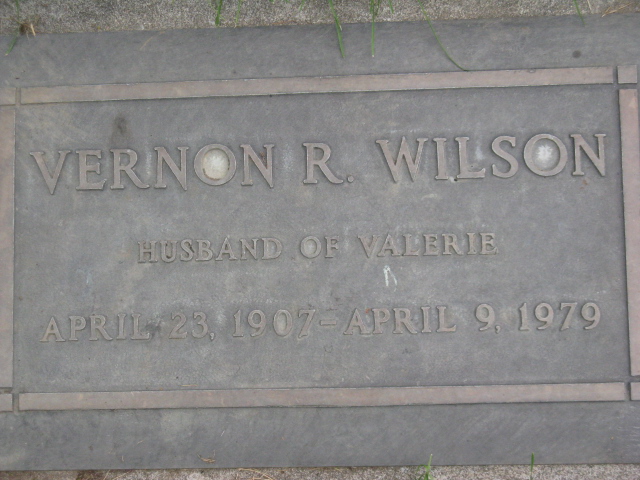 VERNON R. WILSON
HUSBAND OF VALERIE
APRIL 23, 1907-APRIL 9, 1979